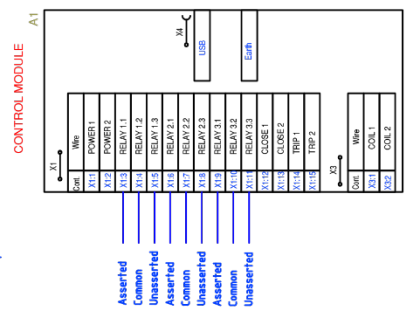 CONTROL MODULE
A1
X4
USB
Earth
X1
Cont. Wire
X1:1 POWER 1
X1:2 POWER 2
X1:3 RELAY 1.1
X1:4 RELAY 1.2
X1:5 RELAY 1.3
X1:6 RELAY 2.1
X1:7 RELAY 2.2
X1:8 RELAY 2.3
X1:9 RELAY 3.1
X1:10 RELAY 3.2
X1:11 RELAY 3.3
X1:12 CLOSE 1
X1:13 CLOSE 2
X1:14 TRIP 1
X1:15 TRIP 2
X3
Cont. Wire
X3:1 COIL 1
X3:2 COIL 2
Asserted
Common
Unasserted
Asserted
Common
Unasserted
Asserted
Common
Unasserted